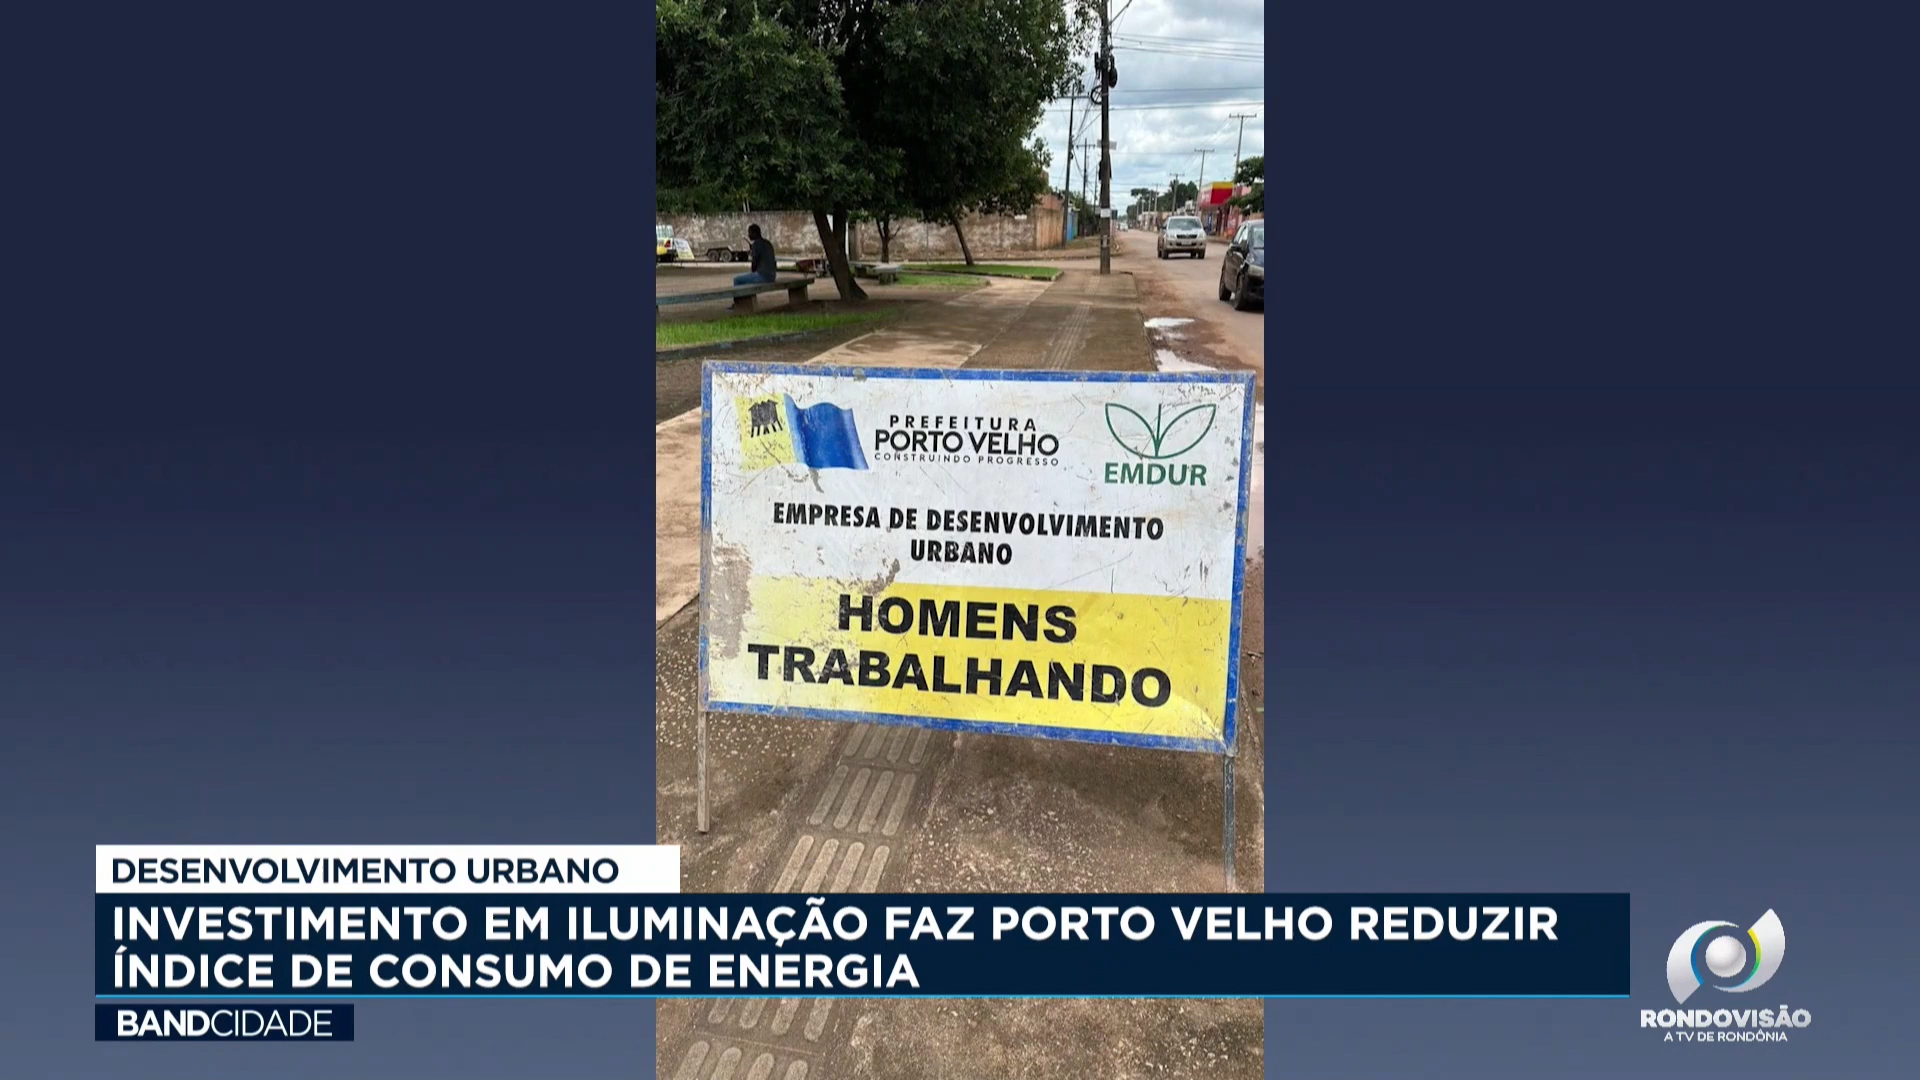 PREFEITURA
PORTO VELHO
CONSTRUINDO PROGRESSO
EMDUR
EMPRESA DE DESENVOLVIMENTO
URBANO
HOMENS
TRABALHANDO
DESENVOLVIMENTO URBANO
INVESTIMENTO EM ILUMINAÇÃO FAZ PORTO VELHO REDUZIR
ÍNDICE DE CONSUMO DE ENERGIA
BANDCIDADE
RONDOVISÃO
A TV DE RONDÔNIA